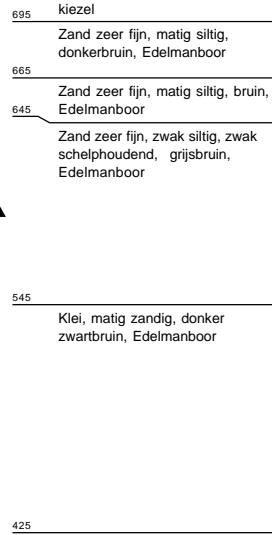 kiezel
695
Zand zeer fijn, matig siltig,
donkerbruin, Edelmanboor
665
Zand zeer fijn, matig siltig, bruin,
Edelmanboor
645
Zand zeer fijn, zwak siltig, zwak
schelphoudend, grijsbruin,
Edelmanboor
545
Klei, matig zandig, donker
zwartbruin, Edelmanboor
425